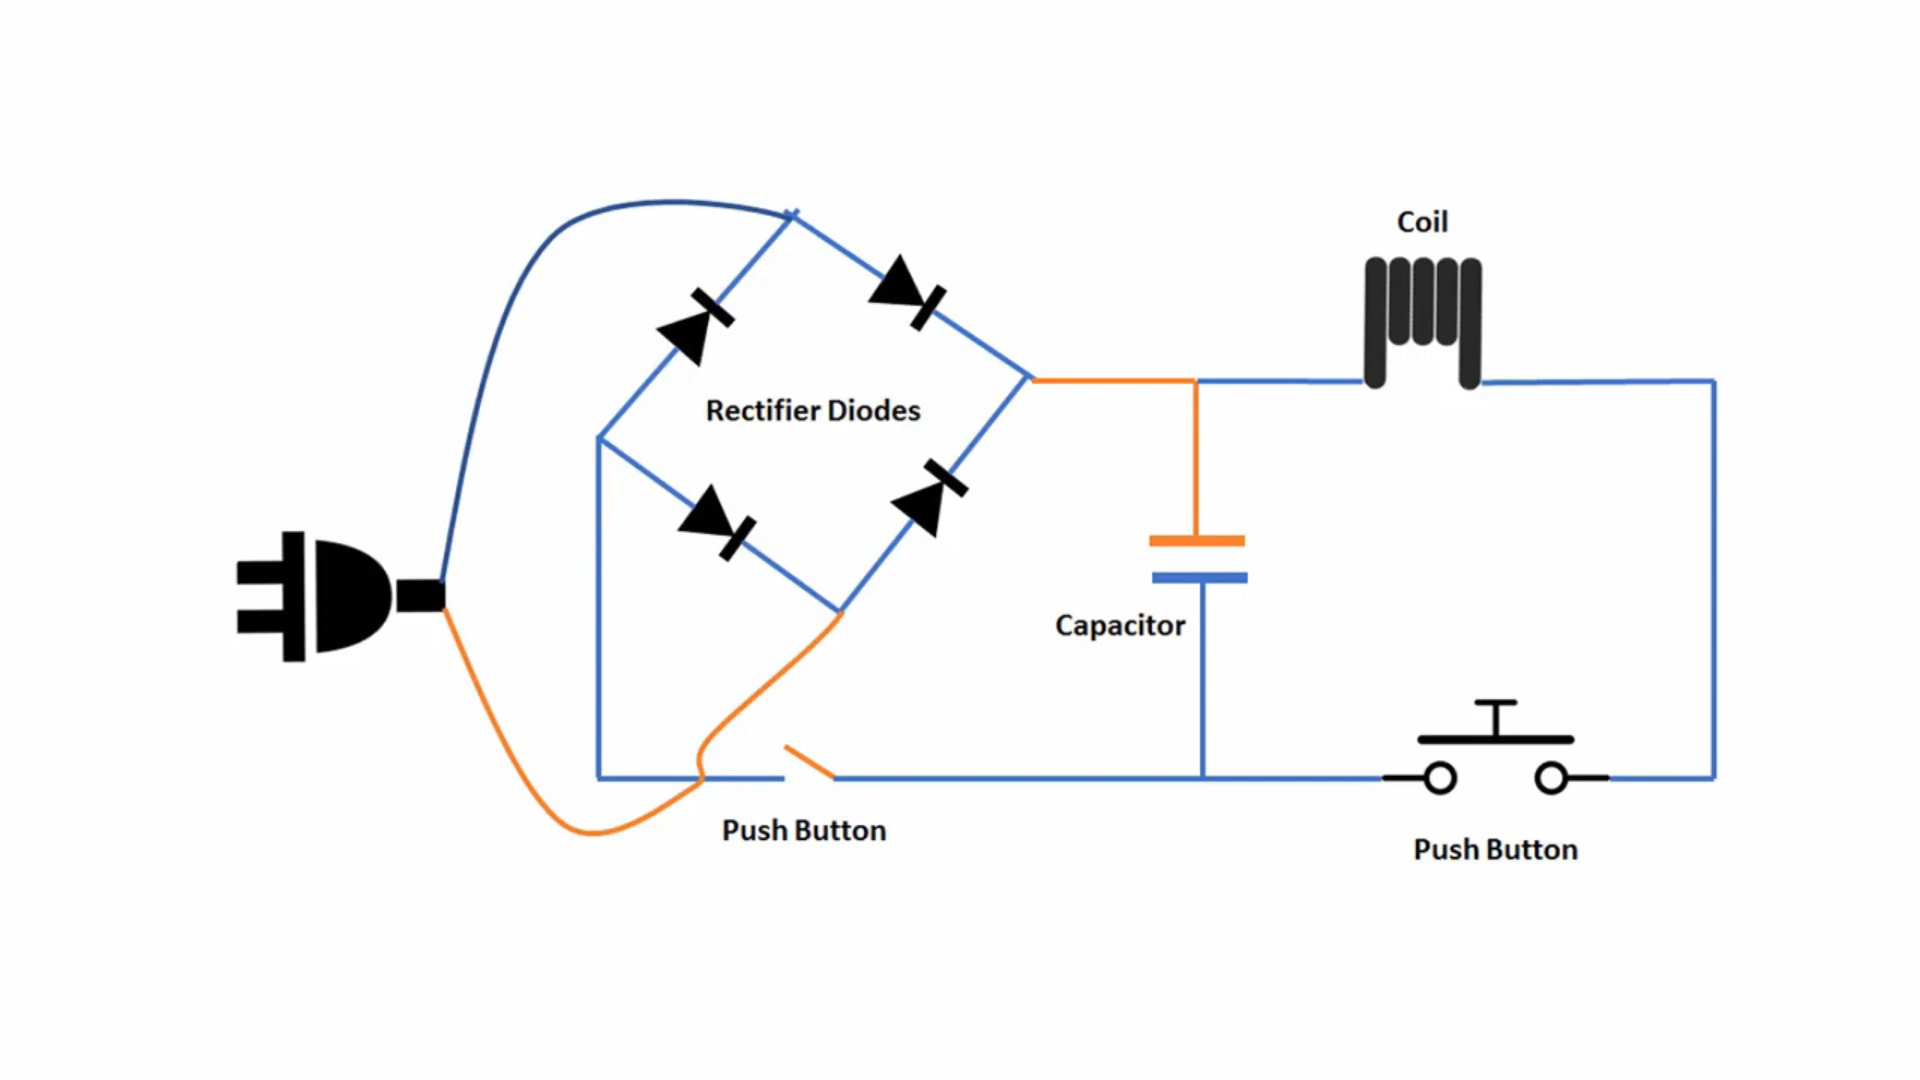 Coil
Rectifier Diodes
Capacitor
Push Button
Push Button